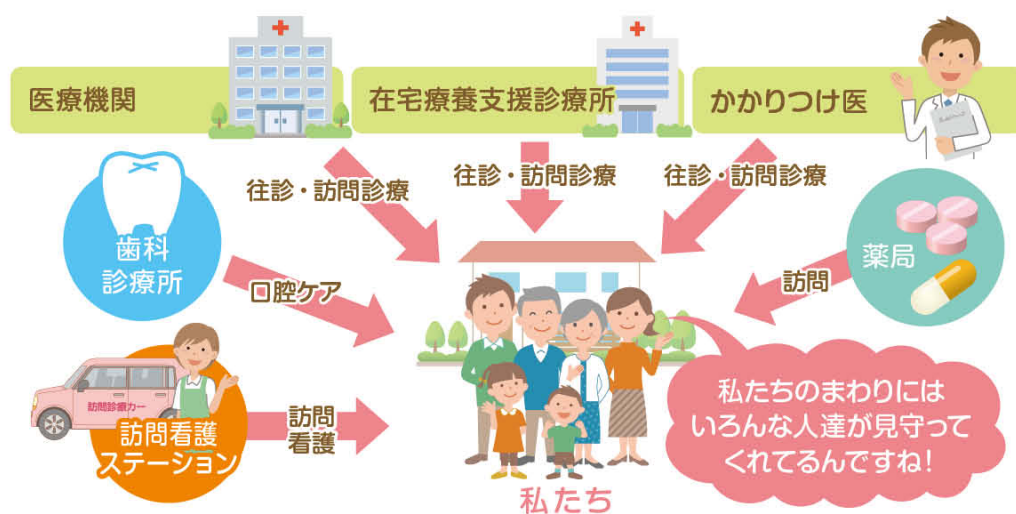 医療機関
在宅療養支援診療所
かかりつけ医
往診・訪問診療
往診・訪問診療
往診・訪問診療
歯科
診療所
口腔ケア
薬局
訪問
訪問診療カー
訪問看護
ステーション
訪問
看護
私たち
私たちのまわりには
いろんな人達が見守って
くれてるんですね!